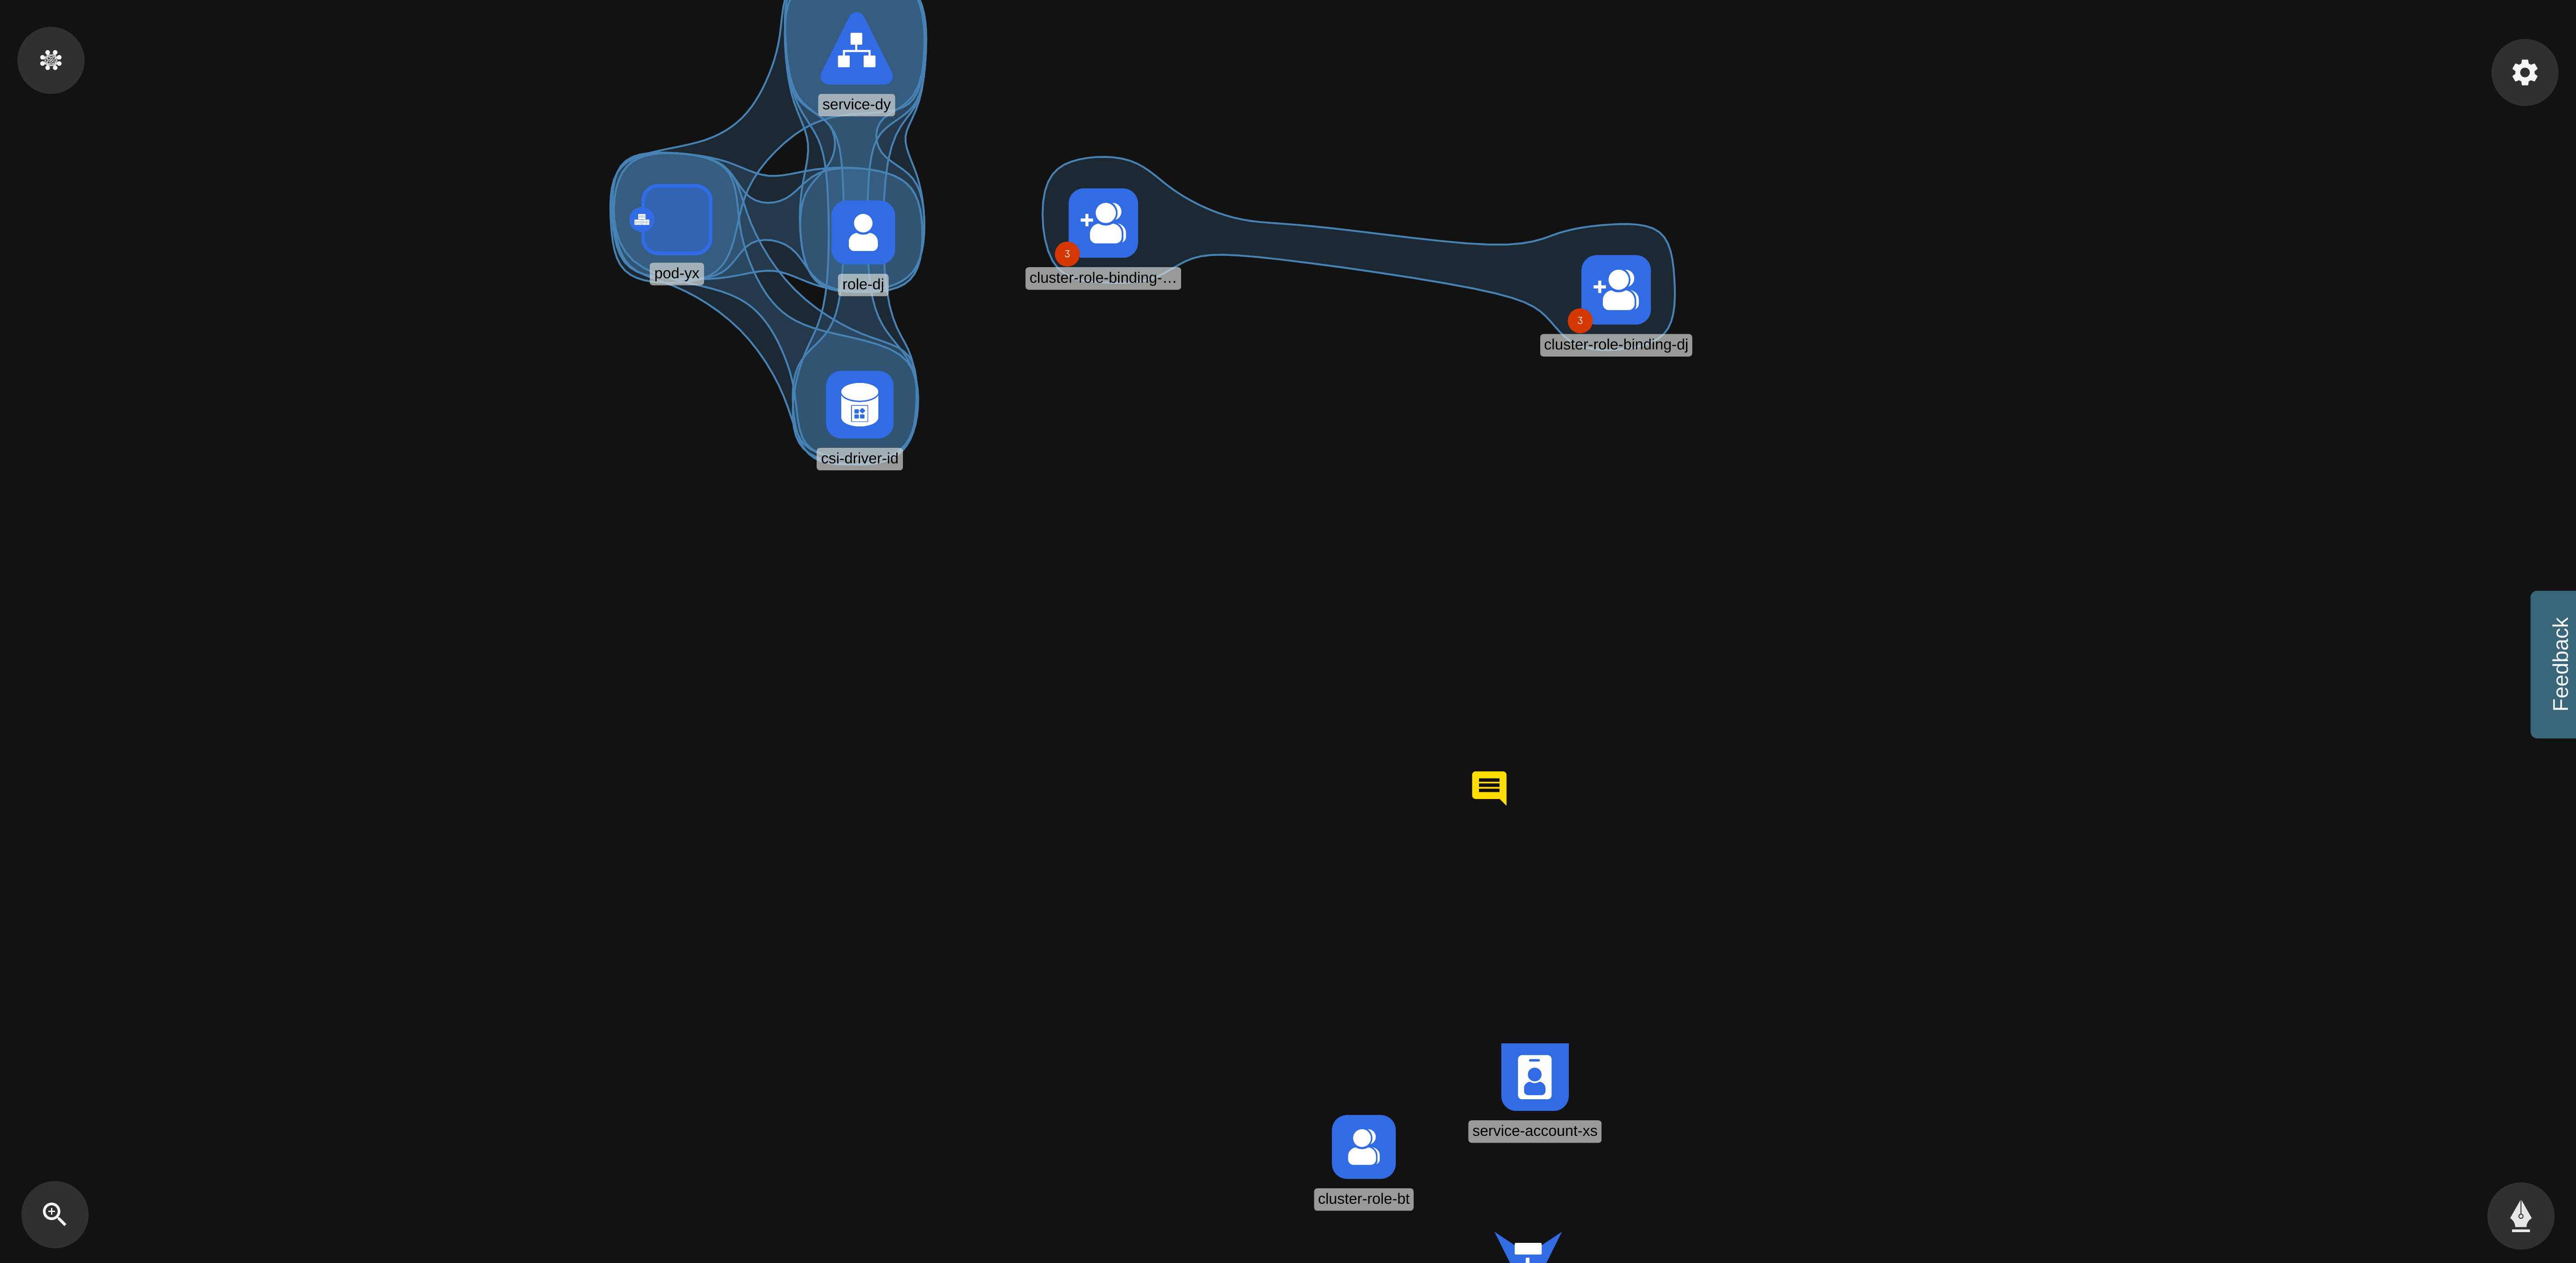 service-dy
pod-yx
role-dj
3
cluster-role-binding-...
3
cluster-role-binding-dj
csi-driver-id
Feedback
service-account-xs
cluster-role-bt